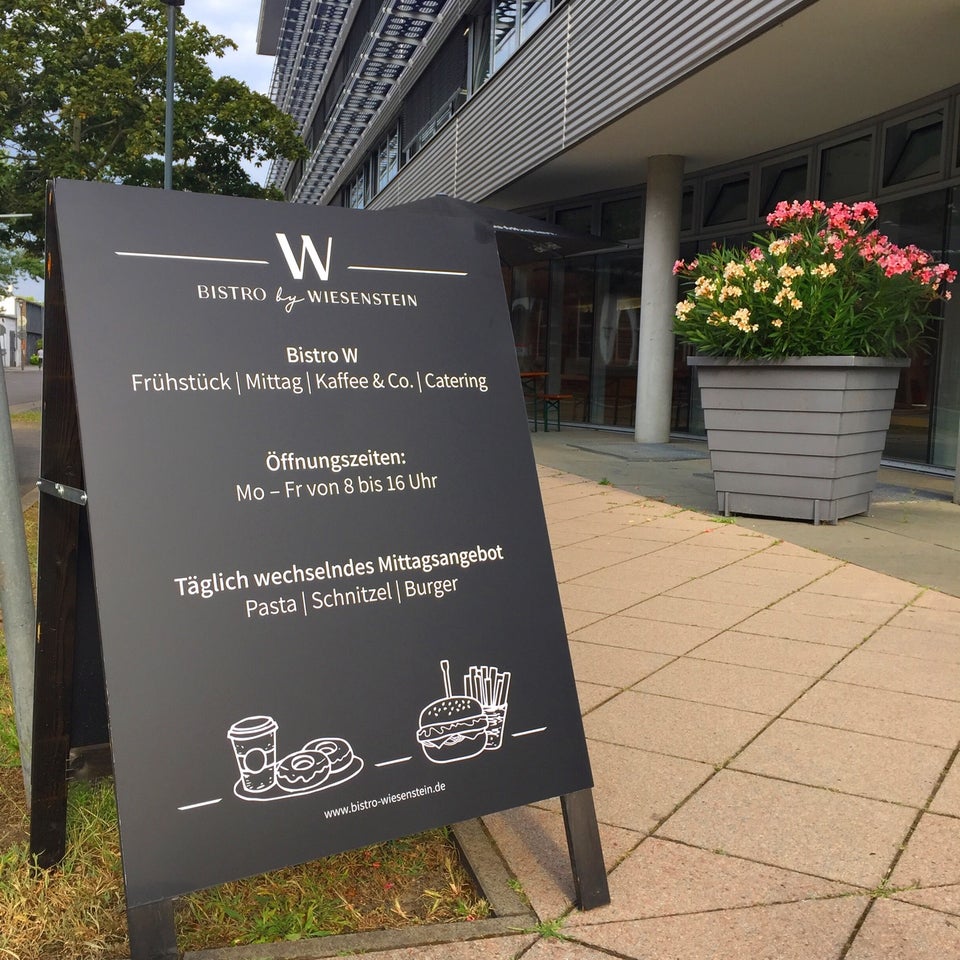 W
BISTRO by WIESENSTEIN
Bistro W
Frühstück | Mittag | Kaffee & Co. | Catering
Öffnungszeiten:
Mo – Fr von 8 bis 16 Uhr
Täglich wechselndes Mittagsangebot
Pasta | Schnitzel | Burger
www.bistro-wiesenstein.de